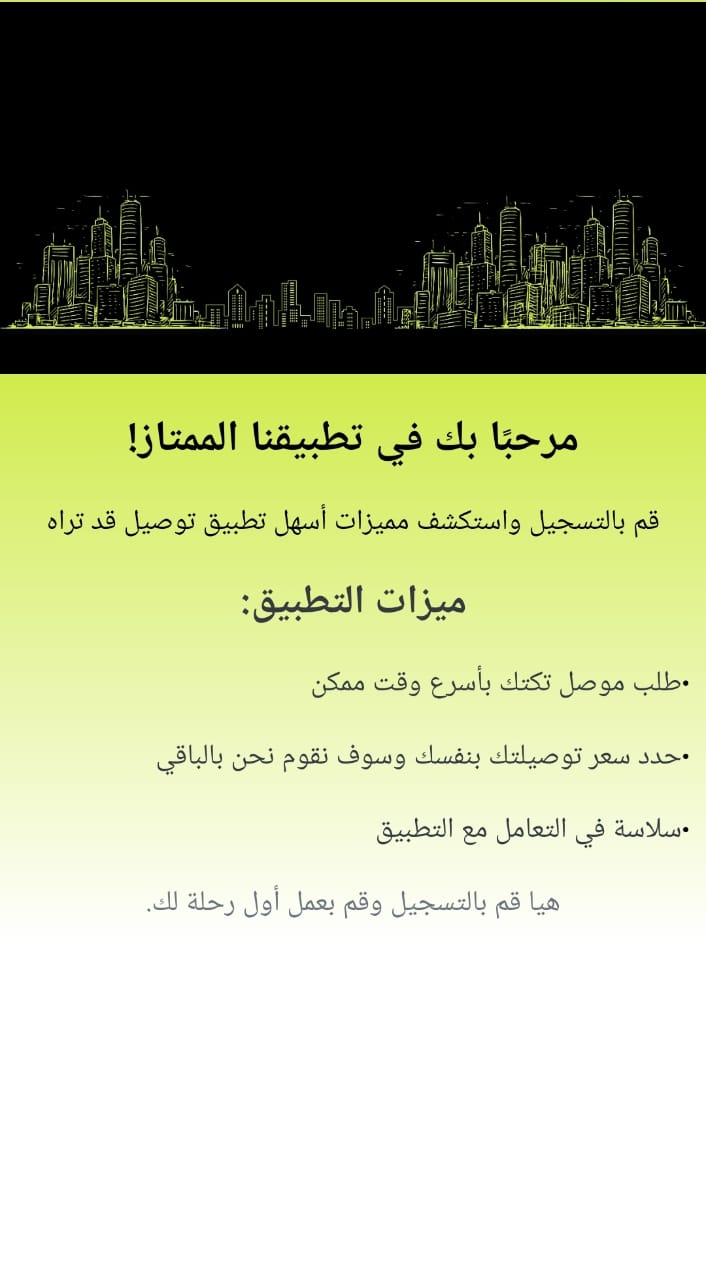 مرحبًا بك في تطبيقنا الممتاز!
قم بالتسجيل واستكشف مميزات أسهل تطبيق توصيل قد تراه
ميزات التطبيق:
•طلب موصل تكتك بأسرع وقت ممكن
•حدد سعر توصيلتك بنفسك وسوف نقوم نحن بالباقي
•سلاسة في التعامل مع التطبيق
هيا قم بالتسجيل وقم بعمل أول رحلة لك.